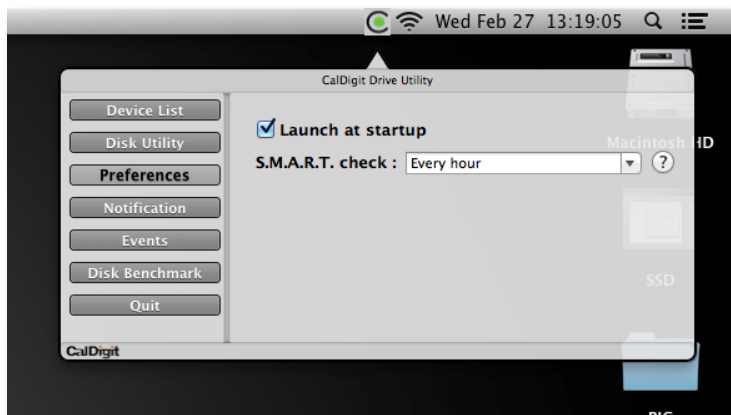 Wed Feb 27 13:19:05
CalDigit Drive Utility
Device List
Disk Utility
Preferences
Notification
Events
Disk Benchmark
Quit
Launch at startup
S.M.A.R.T. check : Every hour ?
Macintosh HD
SSD
CalDigit